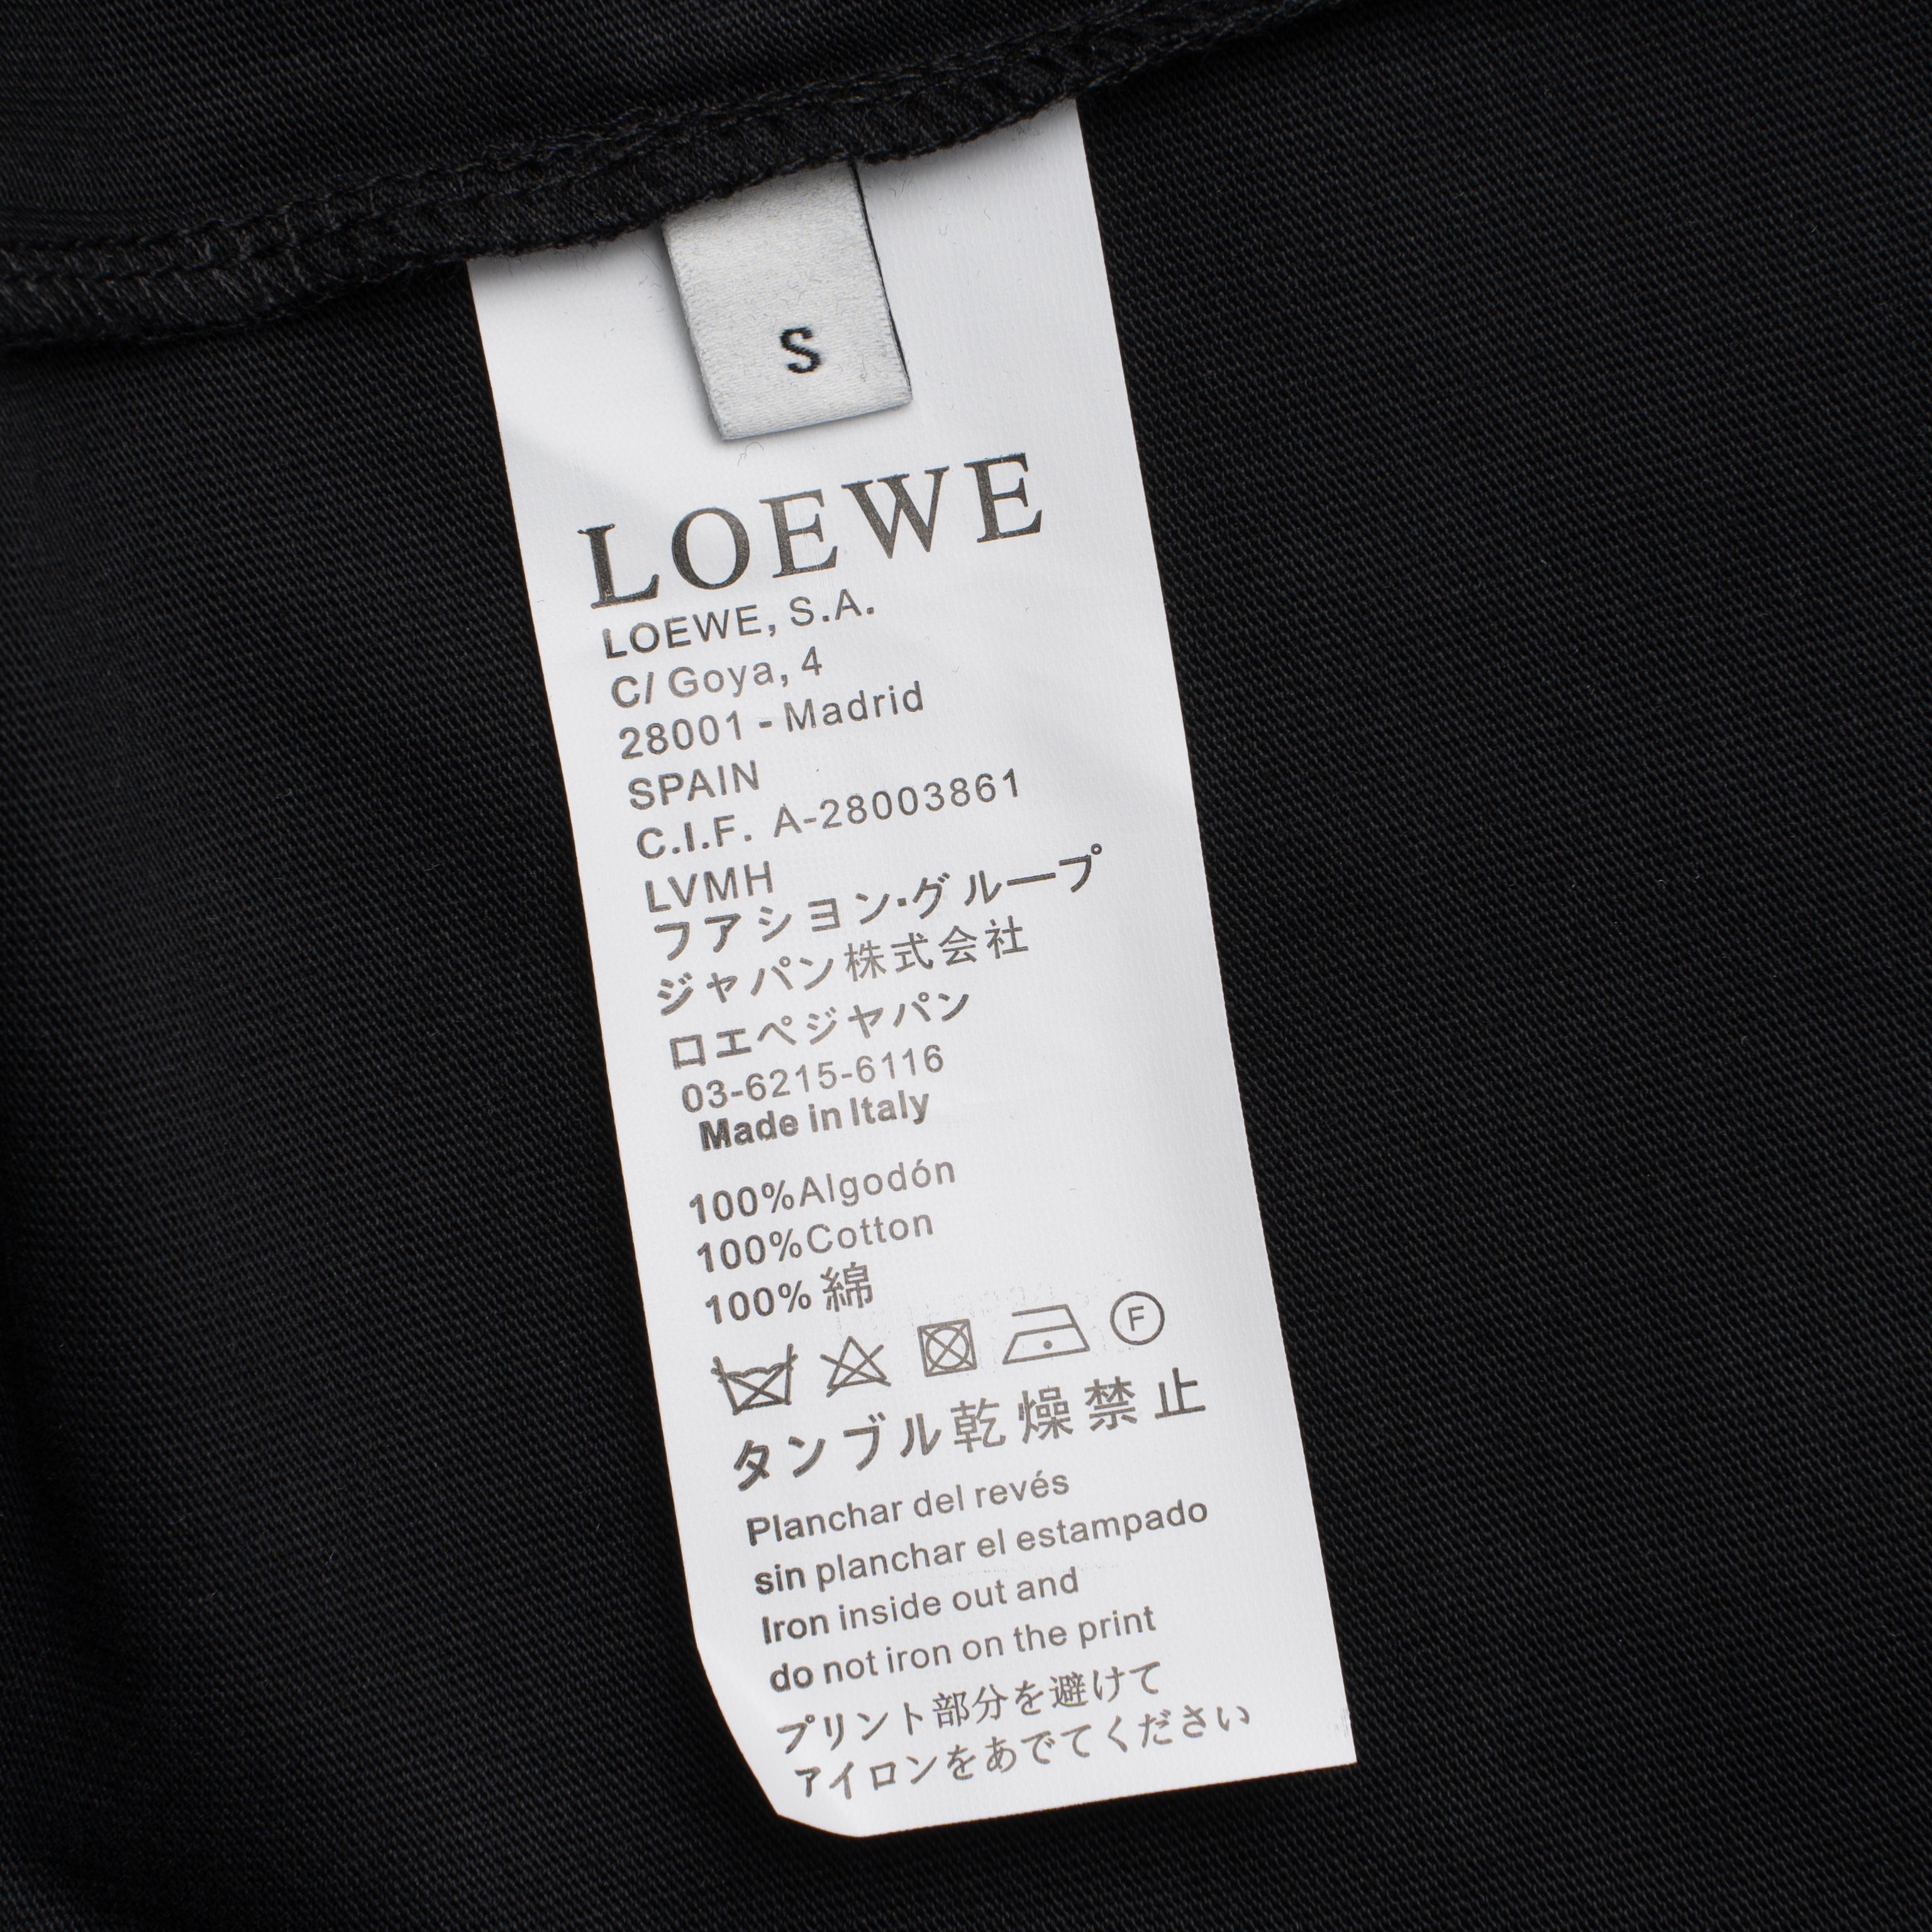 S
LOEWE
LOEWE, S.A.
C/ Goya, 4
28001 - Madrid
SPAIN
C.I.F. A-28003861
LVMH
フアシヨン·グループ
ジャパン株式会社
ロエペジヤパン
03-6215-6116
Made in Italy
100%Algodón
100%Cotton
100% 綿
F
タンブル乾燥禁止
Planchar del revés
sin planchar el estampado
Iron inside out and
do not iron on the print
プリント部分を避けて
アイロンをあでてください